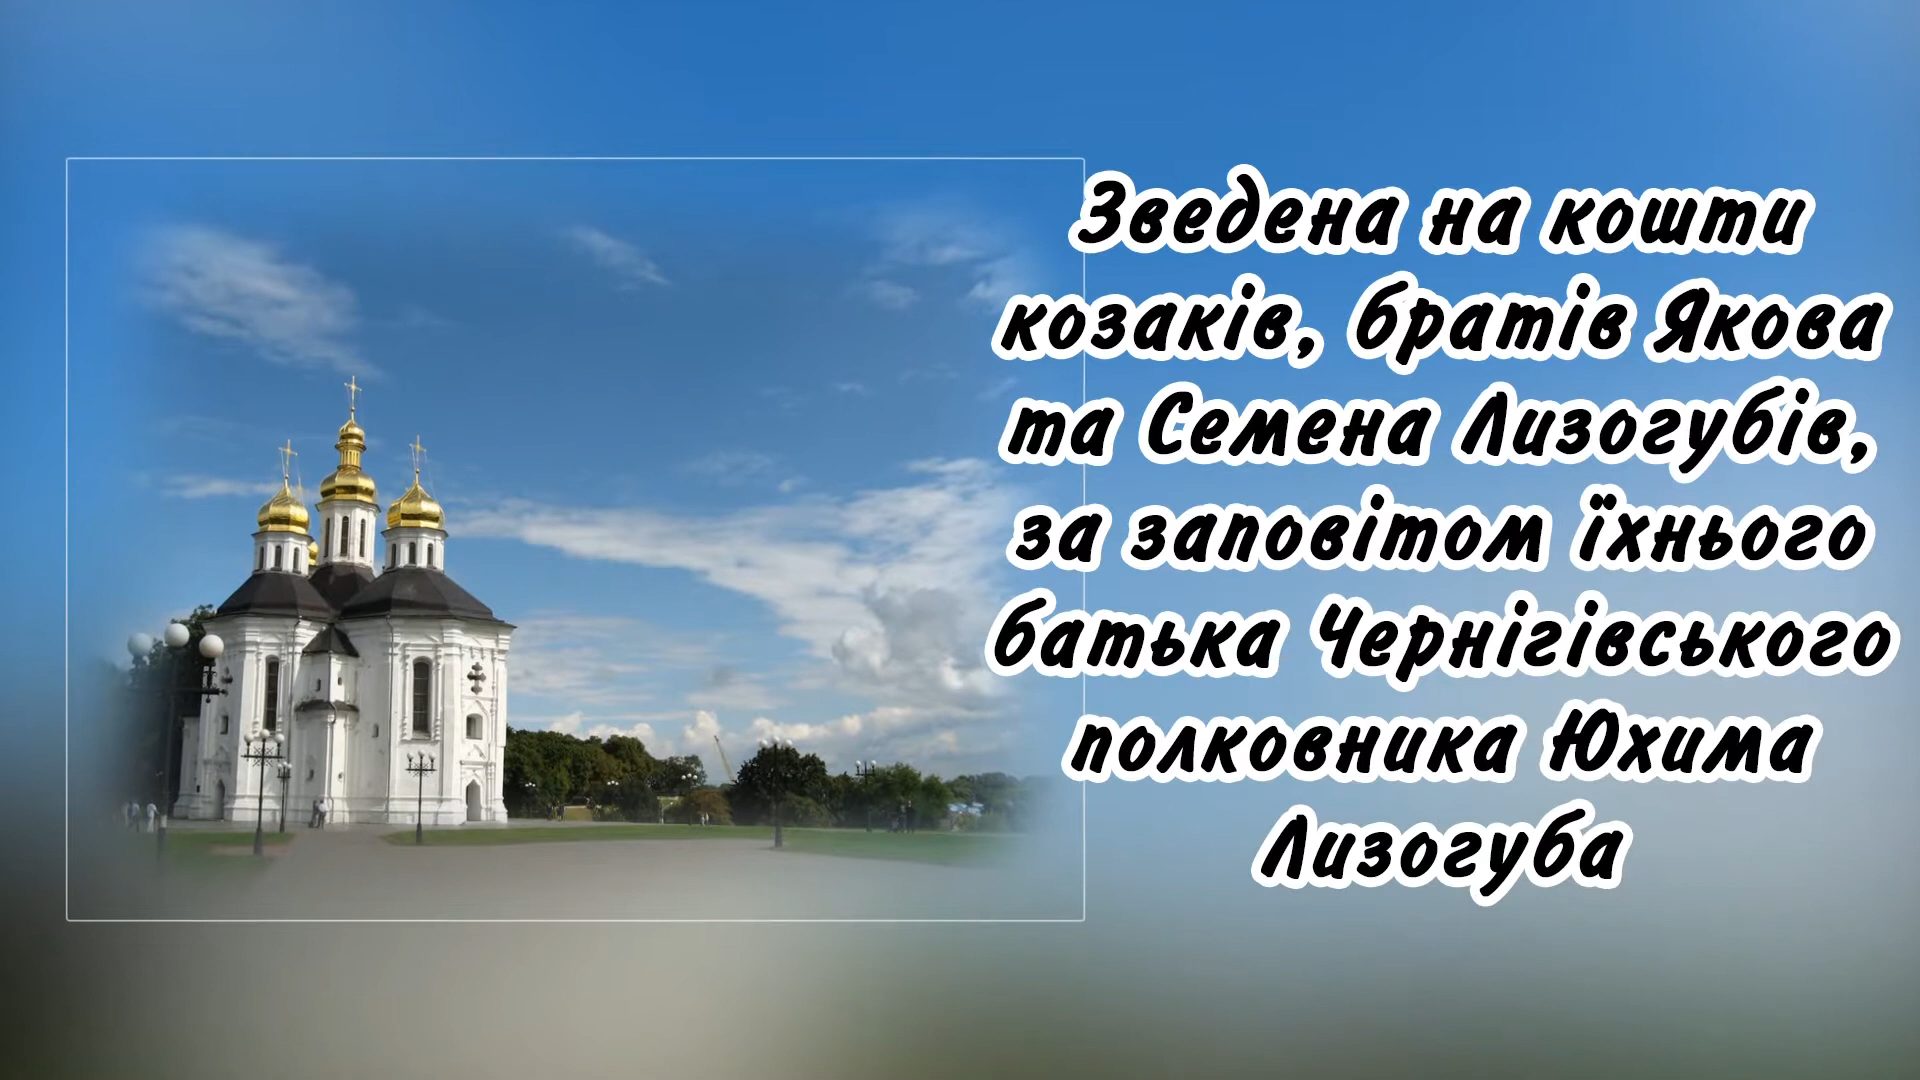 Зведена на кошти
козаків, братів Якова
та Семена Лизогубів,
за заповітом їхнього
батька Чернігівського
полковника Юхима
Лизогуба